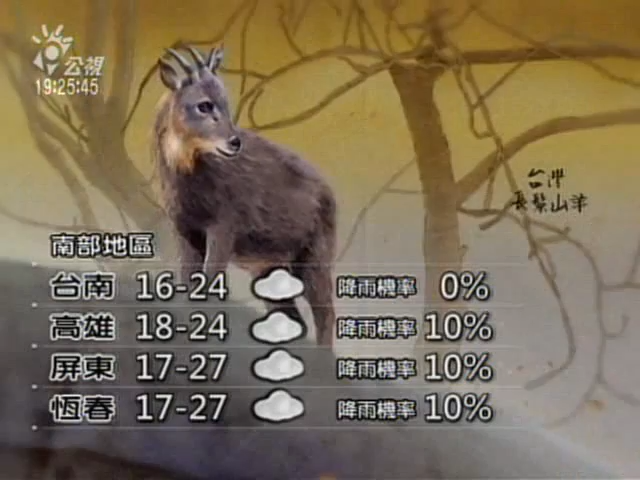 公視
19:25:45
台灣
長鬃山羊
南部地區
台南 16-24 降雨機率 0%
高雄 18-24 降雨機率 10%
屏東 17-27 降雨機率 10%
恆春 17-27 降雨機率 10%